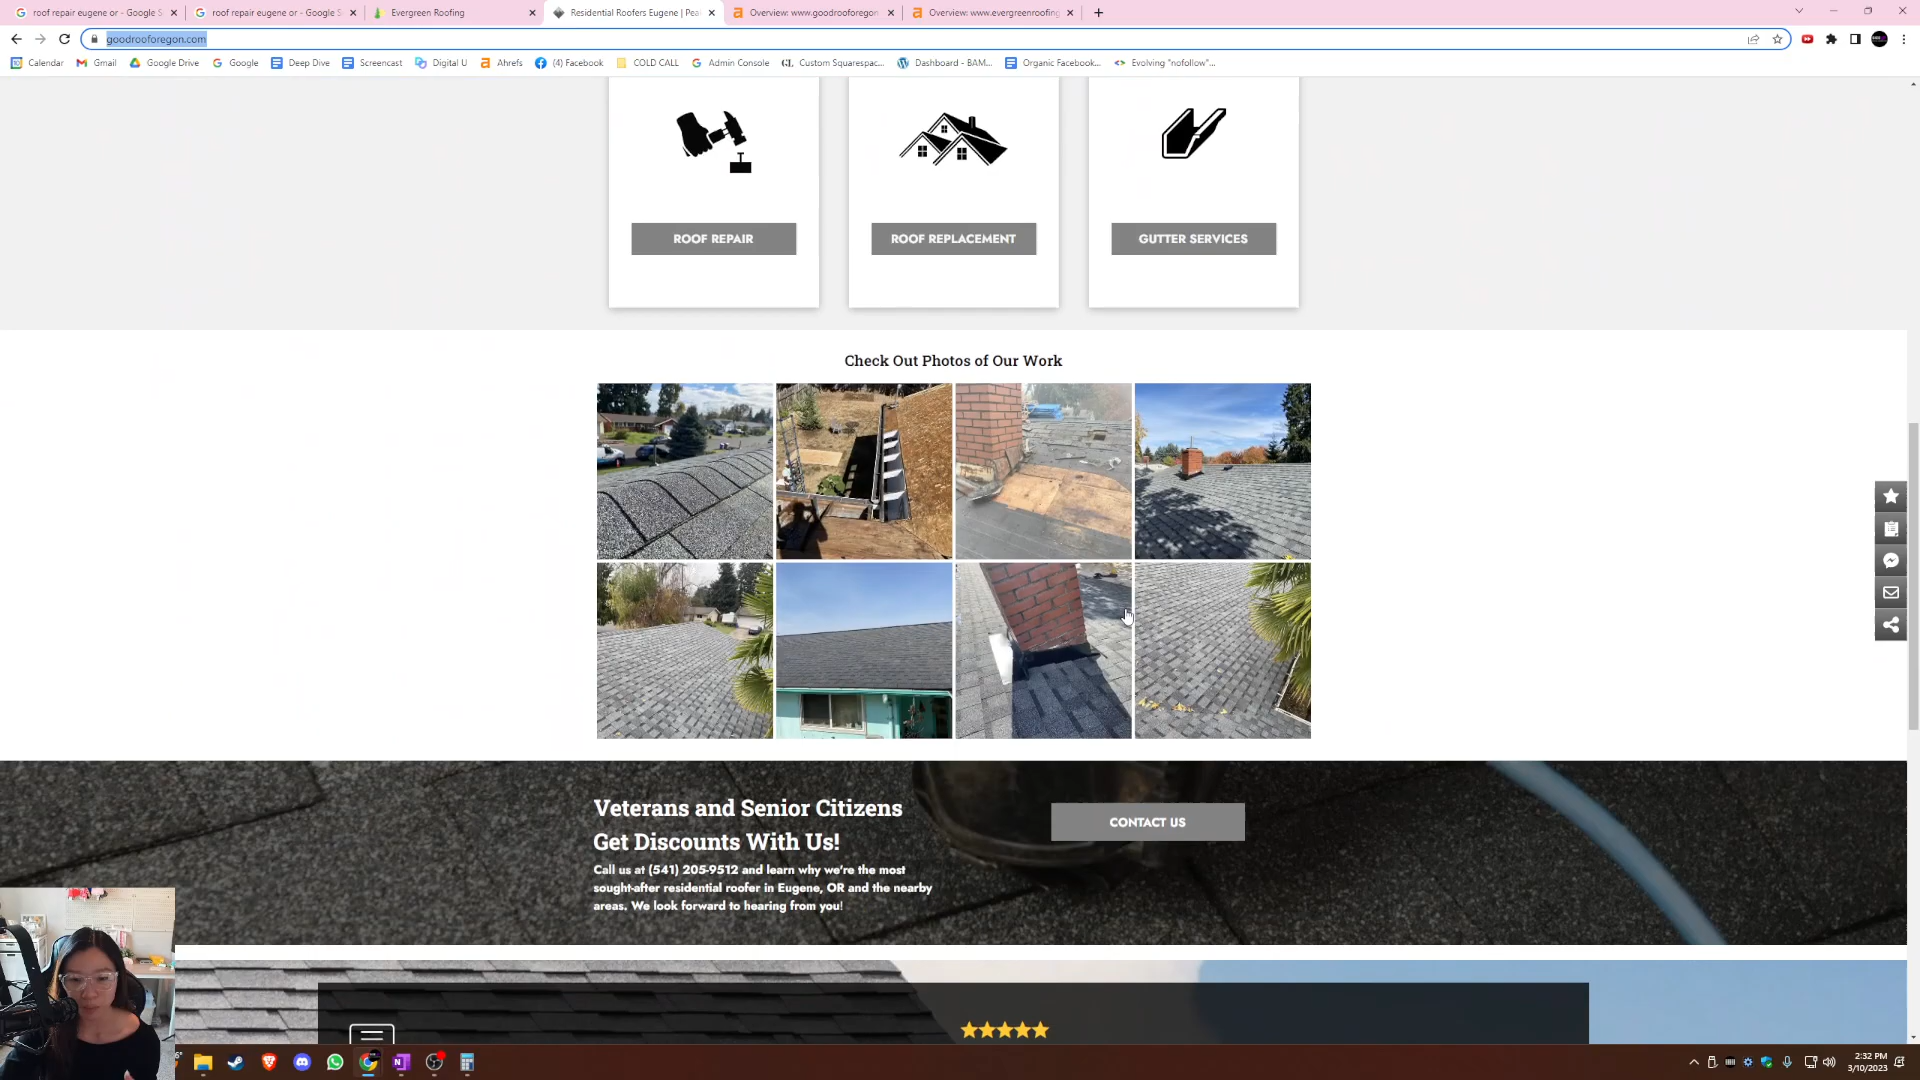 roof repair eugene or - Google S
roof repair eugene or - Google S
Evergreen Roofing
Residential Roofers Eugene | Pea
Overview: www.goodrooforegon
Overview: www.evergreenroofing
goodrooforegon.com
Calendar
Gmail
Google Drive
Google
Deep Dive
Screencast
Digital U
Ahrefs
(4) Facebook
COLD CALL
Admin Console
Custom Squarespac...
Dashboard - BAM...
Organic Facebook...
Evolving "nofollow"...
ROOF REPAIR
ROOF REPLACEMENT
GUTTER SERVICES
Check Out Photos of Our Work
Veterans and Senior Citizens
Get Discounts With Us!
CONTACT US
Call us at (541) 205-9512 and learn why we're the most
sought-after residential roofer in Eugene, OR and the nearby
areas. We look forward to hearing from you!
2:32 PM
3/10/2023